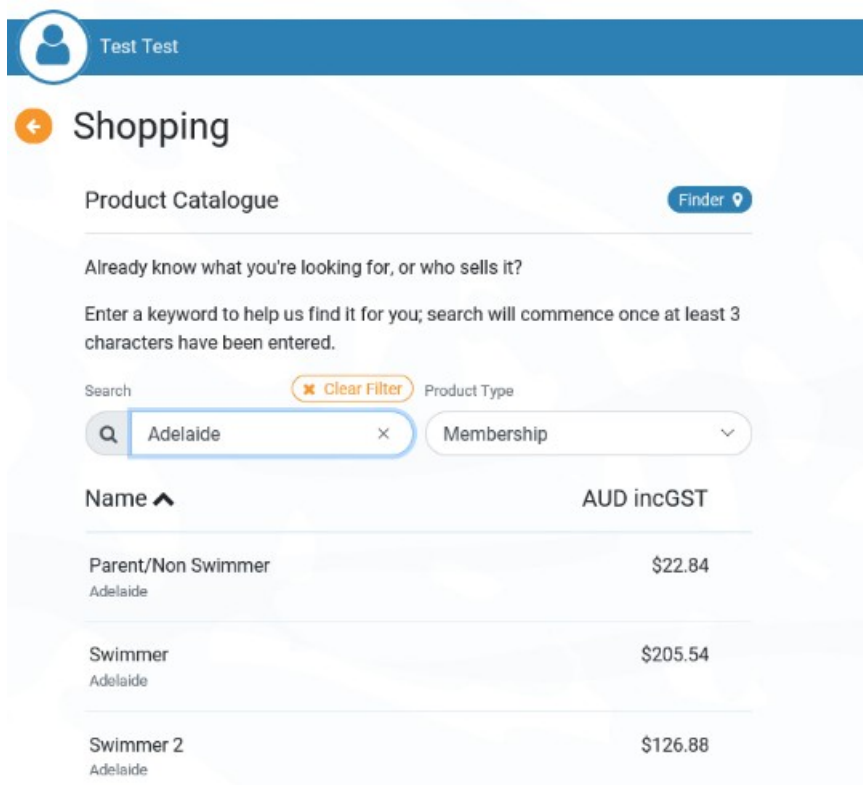 Test Test
Shopping
Product Catalogue
Finder
Already know what you're looking for, or who sells it?
Enter a keyword to help us find it for you; search will commence once at least 3
characters have been entered.
Search
Clear Filter
Product Type
Adelaide
Membership
Name
AUD incGST
Parent/Non Swimmer
$22.84
Adelaide
Swimmer
$205.54
Adelaide
Swimmer 2
$126.88
Adelaide